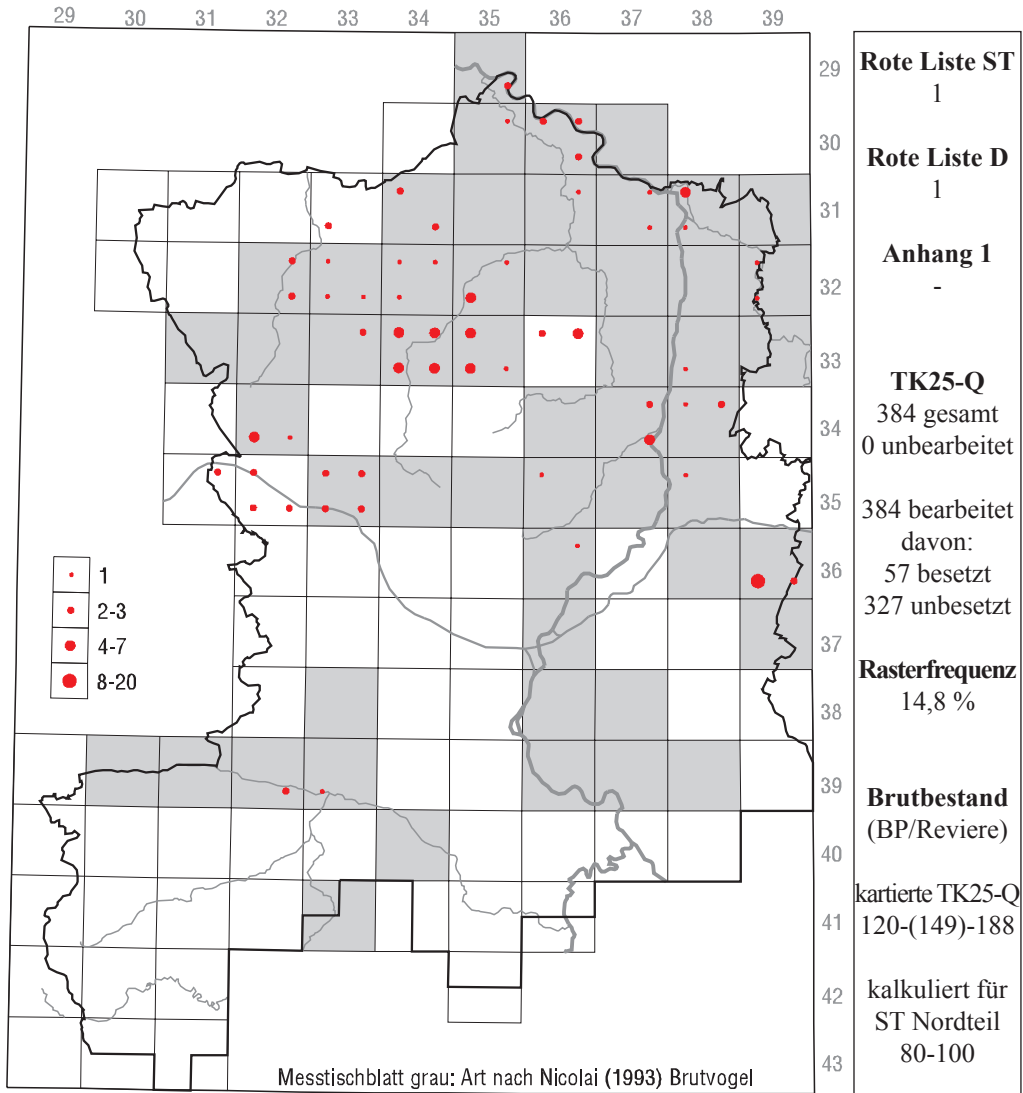 29 30 31 32 33 34 35 36 37 38 39
29
30
31
32
33
34
35
36
37
38
39
40
41
42
43
1
2-3
4-7
8-20
Messtischblatt grau: Art nach Nicolai (1993) Brutvogel
Rote Liste ST
1
Rote Liste D
1
Anhang 1
-
TK25-Q
384 gesamt
0 unbearbeitet
384 bearbeitet
davon:
57 besetzt
327 unbesetzt
Rasterfrequenz
14,8 %
Brutbestand
(BP/Reviere)
kartierte TK25-Q
120-(149)-188
kalkuliert für
ST Nordteil
80-100